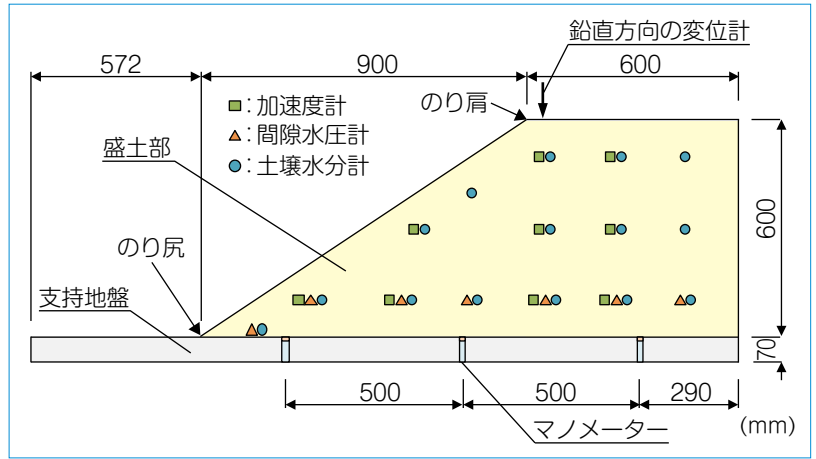 鉛直方向の変位計
572
900
600
■：加速度計
▲：間隙水圧計
●：土壌水分計
のり肩
盛土部
のり尻
支持地盤
600
70
500
500
290
マノメーター
(mm)